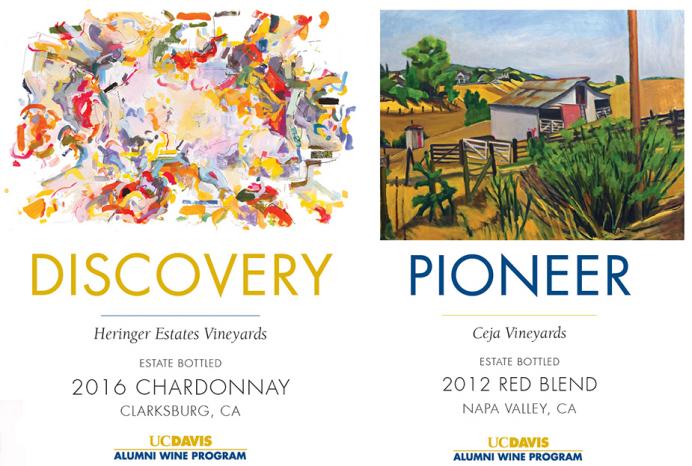 DISCOVERY
Heringer Estates Vineyards
ESTATE BOTTLED
2016 CHARDONNAY
CLARKSBURG, CA
UCDAVIS
ALUMNI WINE PROGRAM
PIONEER
Ceja Vineyards
ESTATE BOTTLED
2012 RED BLEND
NAPA VALLEY, CA
UCDAVIS
ALUMNI WINE PROGRAM